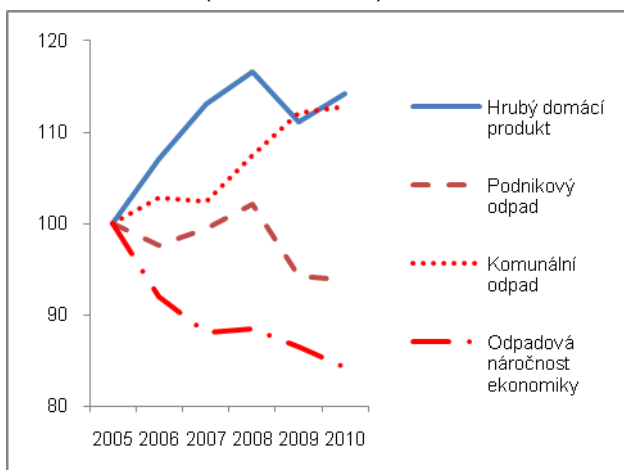 120
110
100
90
80
2005 2006 2007 2008 2009 2010
Hrubý domácí
produkt
Podnikový
odpad
Komunální
odpad
Odpadová
náročnost
ekonomiky